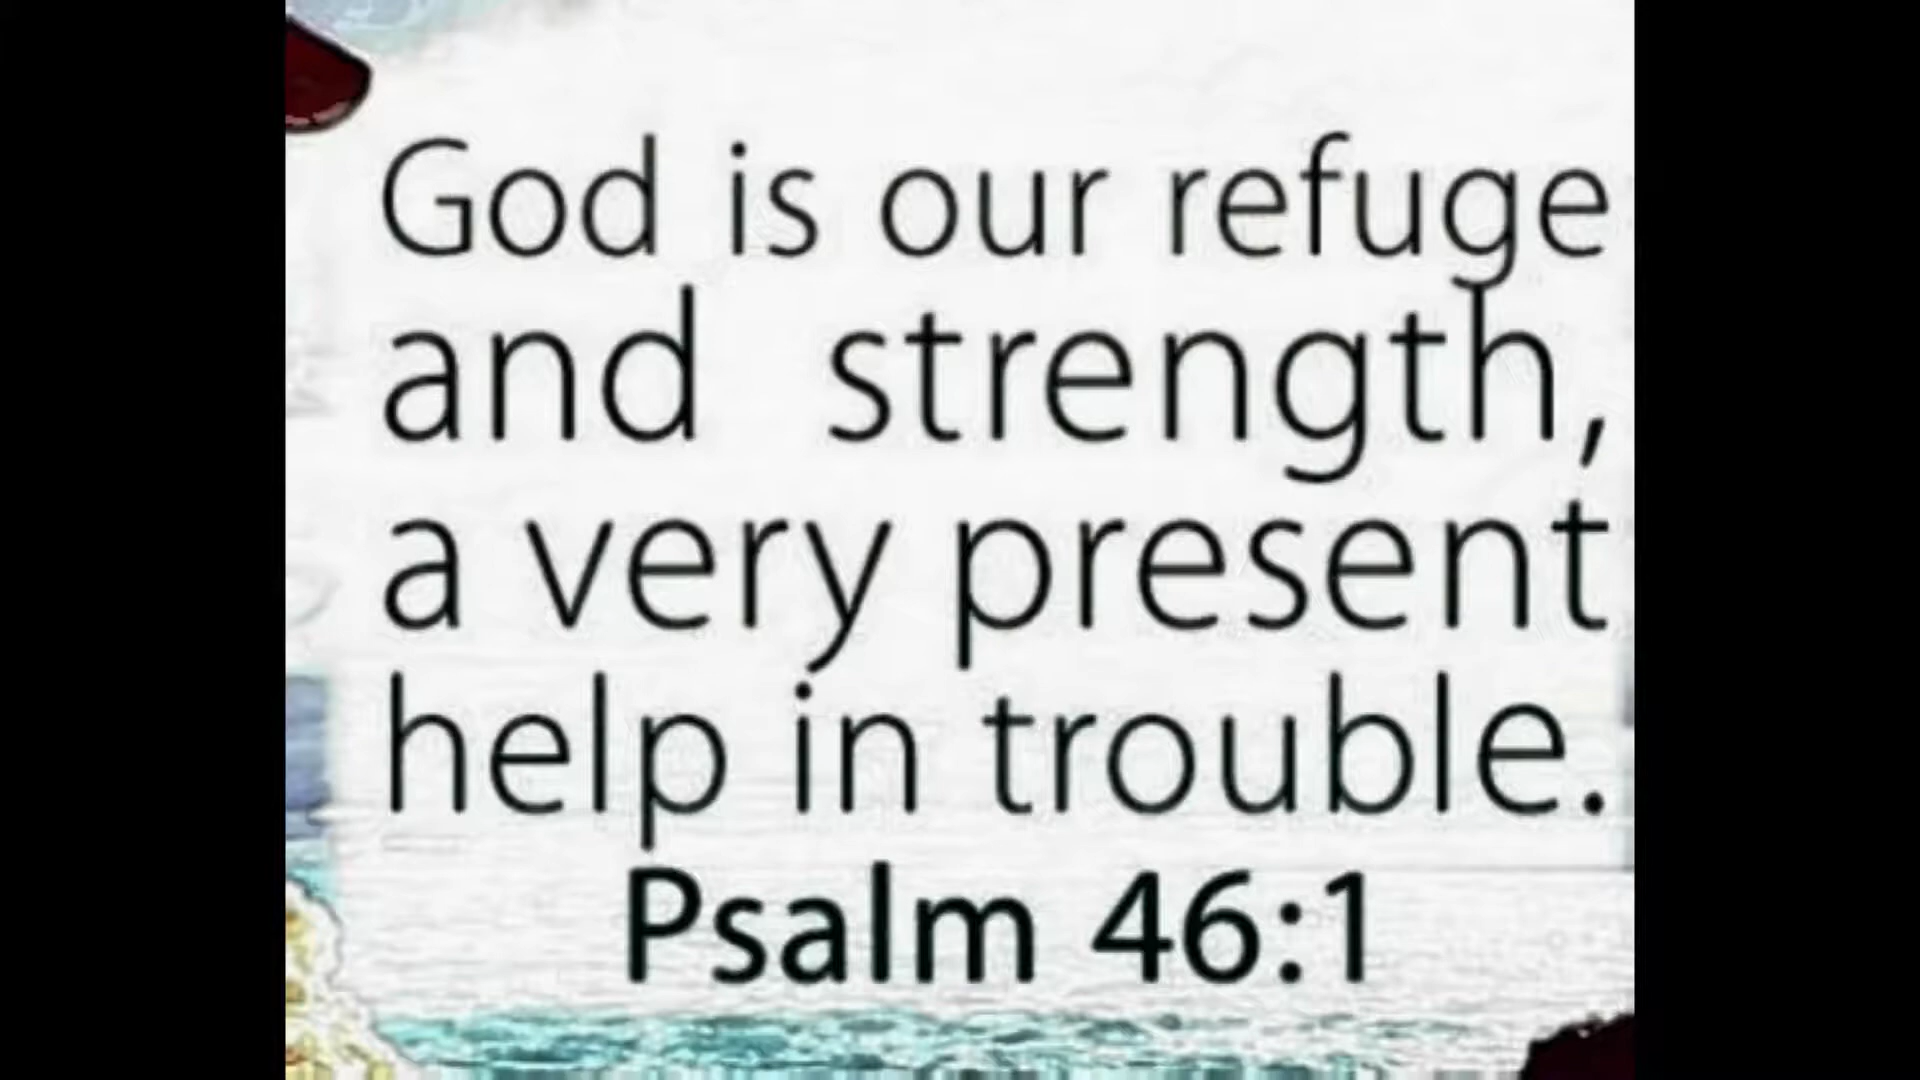 God is our refuge
and strength,
a very present
help in trouble.
Psalm 46:1